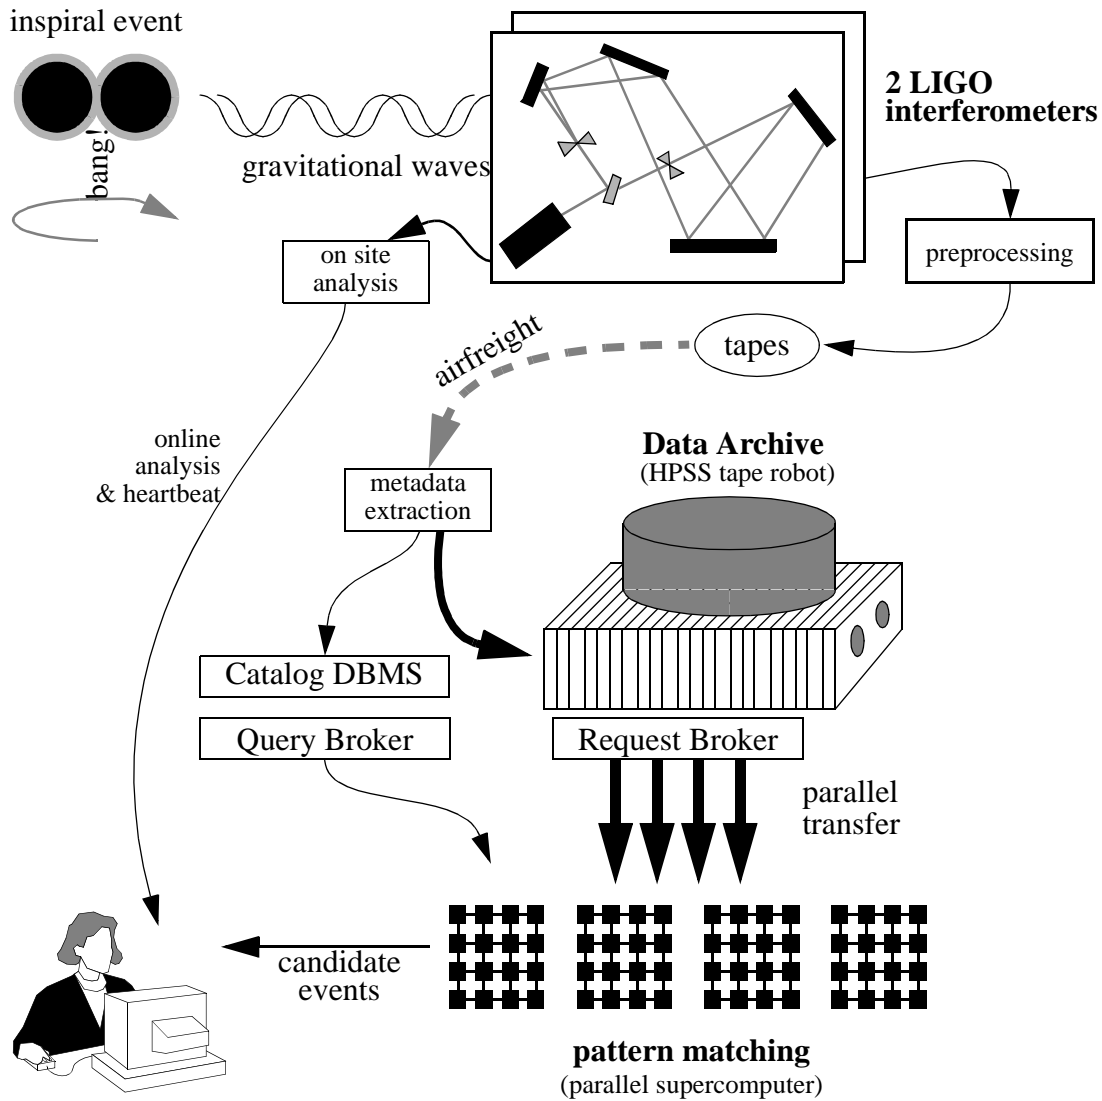 inspiral event
bang!
gravitational waves
2 LIGO
interferometers
on site
analysis
preprocessing
tapes
airfreight
online
analysis
& heartbeat
metadata
extraction
Data Archive
(HPSS tape robot)
Catalog DBMS
Query Broker
Request Broker
parallel
transfer
candidate
events
pattern matching
(parallel supercomputer)